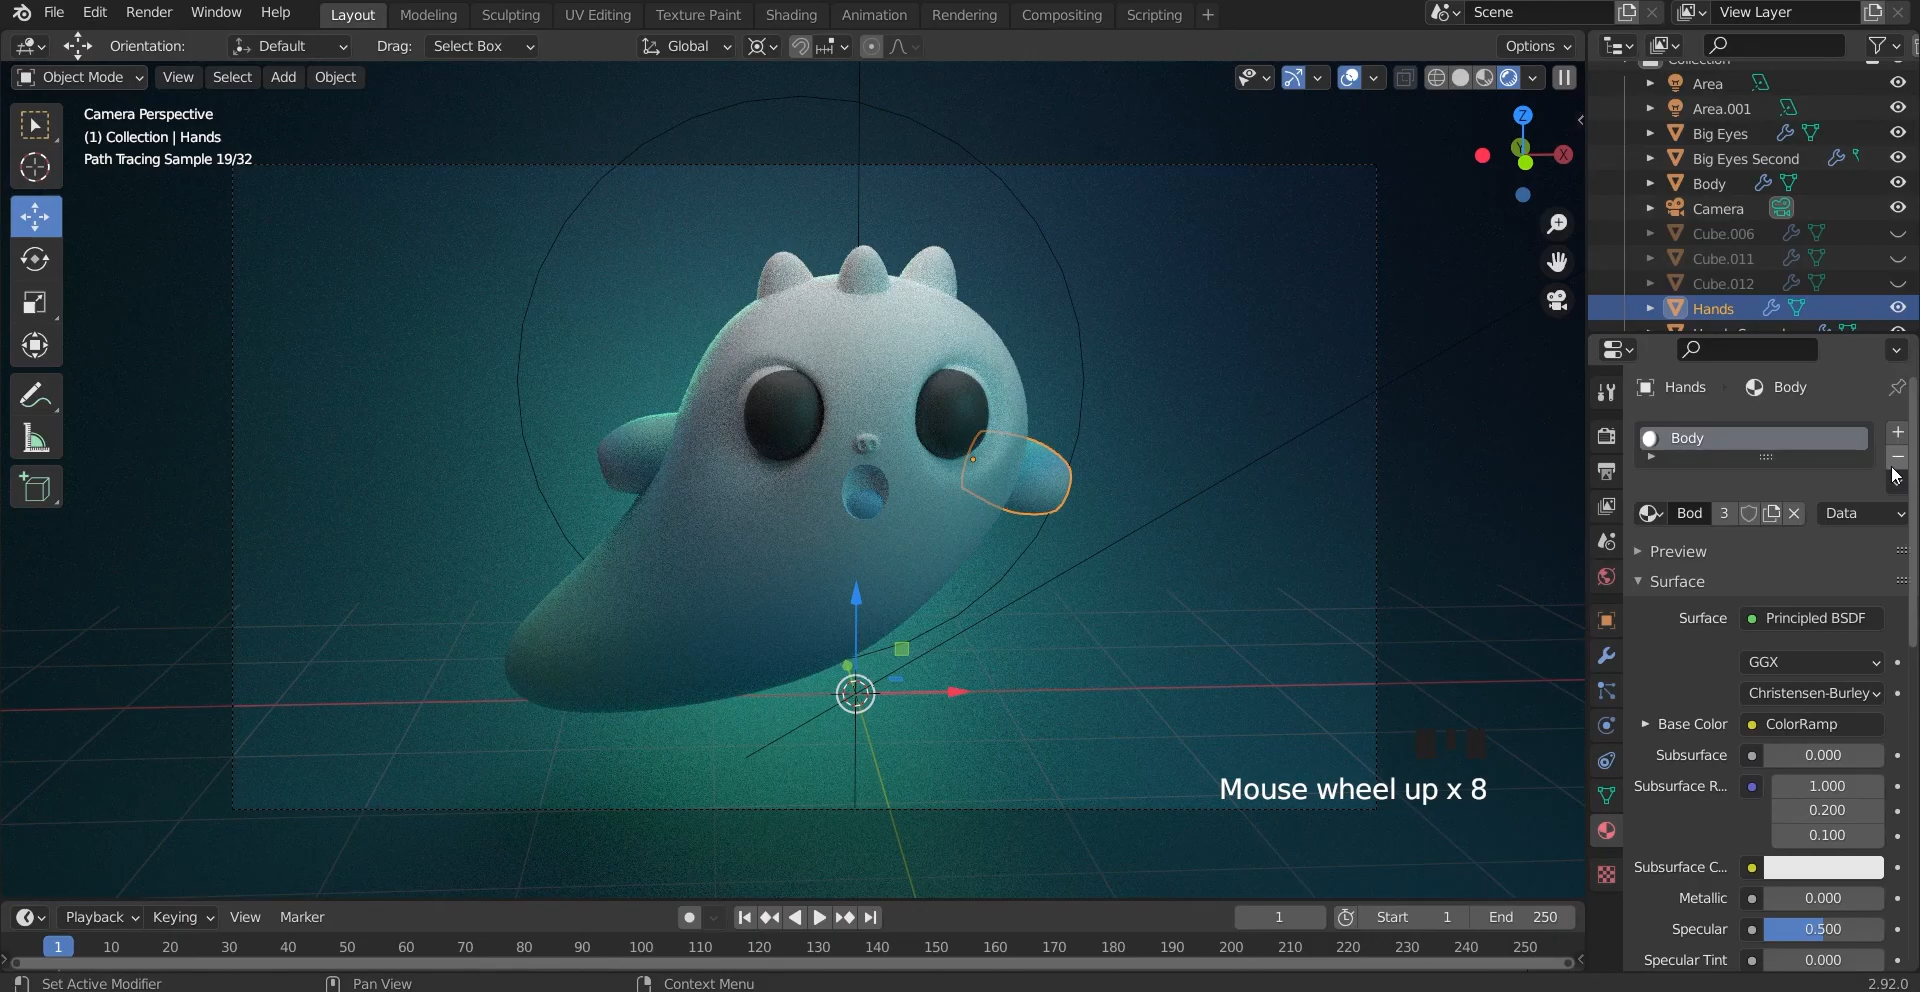 File Edit Render Window Help Layout Modeling Sculpting UV Editing Texture Paint Shading Animation Rendering Compositing Scripting + Scene View Layer
Orientation: Default Drag: Select Box Global Options
Object Mode View Select Add Object
Camera Perspective
(1) Collection | Hands
Path Tracing Sample 19/32
Z
Y
X
Mouse wheel up x 8
Collection
Area
Area.001
Big Eyes
Big Eyes Second
Body
Camera
Cube.006
Cube.011
Cube.012
Hands
Hands Body
Body
Bod 3 Data
Preview
Surface
Surface Principled BSDF
GGX
Christensen-Burley
Base Color ColorRamp
Subsurface 0.000
Subsurface R... 1.000
0.200
0.100
Subsurface C...
Metallic 0.000
Specular 0.500
Specular Tint 0.000
Playback Keying View Marker 1 Start 1 End 250
1 10 20 30 40 50 60 70 80 90 100 110 120 130 140 150 160 170 180 190 200 210 220 230 240 250
Set Active Modifier Pan View Context Menu 2.92.0